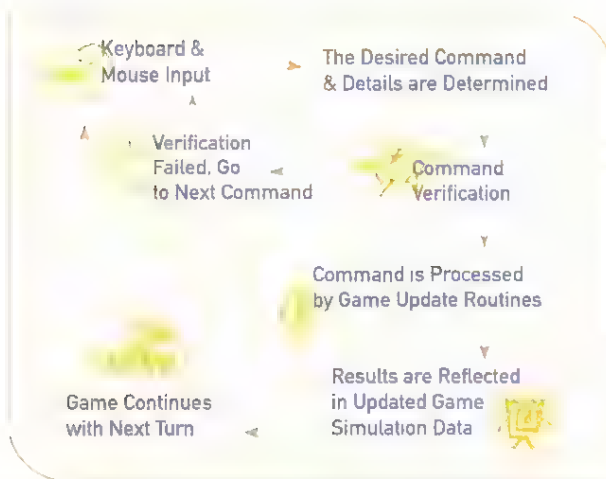 Keyboard &
Mouse Input
The Desired Command
& Details are Determined
Verification
Failed, Go
to Next Command
Command
Verification
Command is Processed
by Game Update Routines
Results are Reflected
in Updated Game
Simulation Data
Game Continues
with Next Turn